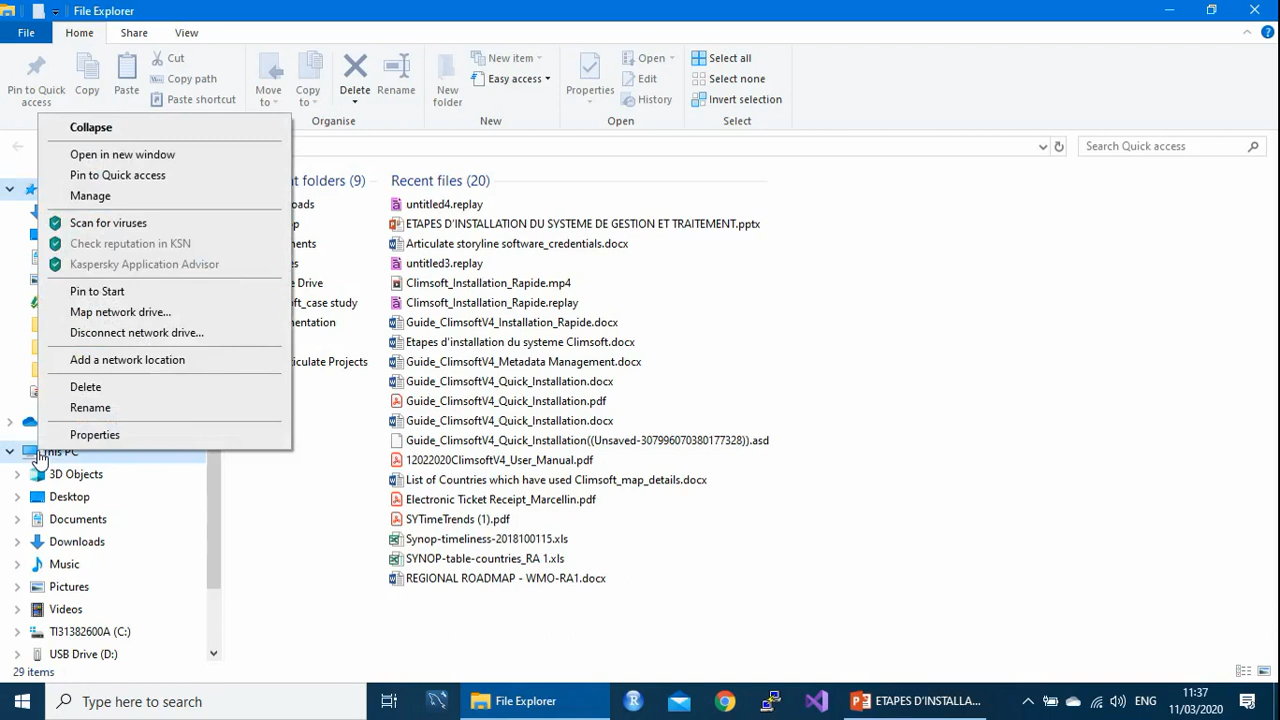 File Explorer
File Home Share View
Pin to Quick access
Copy
Paste
Cut
Copy path
Paste shortcut
Move to
Copy to
Delete
Rename
Organise
New folder
New item
Easy access
New
Properties
Open
Edit
History
Open
Select all
Select none
Invert selection
Select
Search Quick access
Collapse
Open in new window
Pin to Quick access
Manage
Scan for viruses
Check reputation in KSN
Kaspersky Application Advisor
Pin to Start
Map network drive...
Disconnect network drive...
Add a network location
Delete
Rename
Properties
This PC
3D Objects
Desktop
Documents
Downloads
Music
Pictures
Videos
TI31382600A (C:)
USB Drive (D:)
29 items
nt folders (9)
oads
ments
e Drive
ft_case study
mentation
iculate Projects
Recent files (20)
untitled4.replay
ETAPES D'INSTALLATION DU SYSTEME DE GESTION ET TRAITEMENT.pptx
Articulate storyline software_credentials.docx
untitled3.replay
Climsoft_Installation_Rapide.mp4
Climsoft_Installation_Rapide.replay
Guide_ClimsoftV4_Installation_Rapide.docx
Etapes d'installation du systeme Climsoft.docx
Guide_ClimsoftV4_Metadata Management.docx
Guide_ClimsoftV4_Quick_Installation.docx
Guide_ClimsoftV4_Quick_Installation.pdf
Guide_ClimsoftV4_Quick_Installation.docx
Guide_ClimsoftV4_Quick_Installation((Unsaved-307996070380177328)).asd
12022020ClimsoftV4_User_Manual.pdf
List of Countries which have used Climsoft_map_details.docx
Electronic Ticket Receipt_Marcellin.pdf
SYTimeTrends (1).pdf
Synop-timeliness-2018100115.xls
SYNOP-table-countries_RA 1.xls
REGIONAL ROADMAP - WMO-RA1.docx
Type here to search
File Explorer
ETAPES D'INSTALLA...
ENG
11:37
11/03/2020